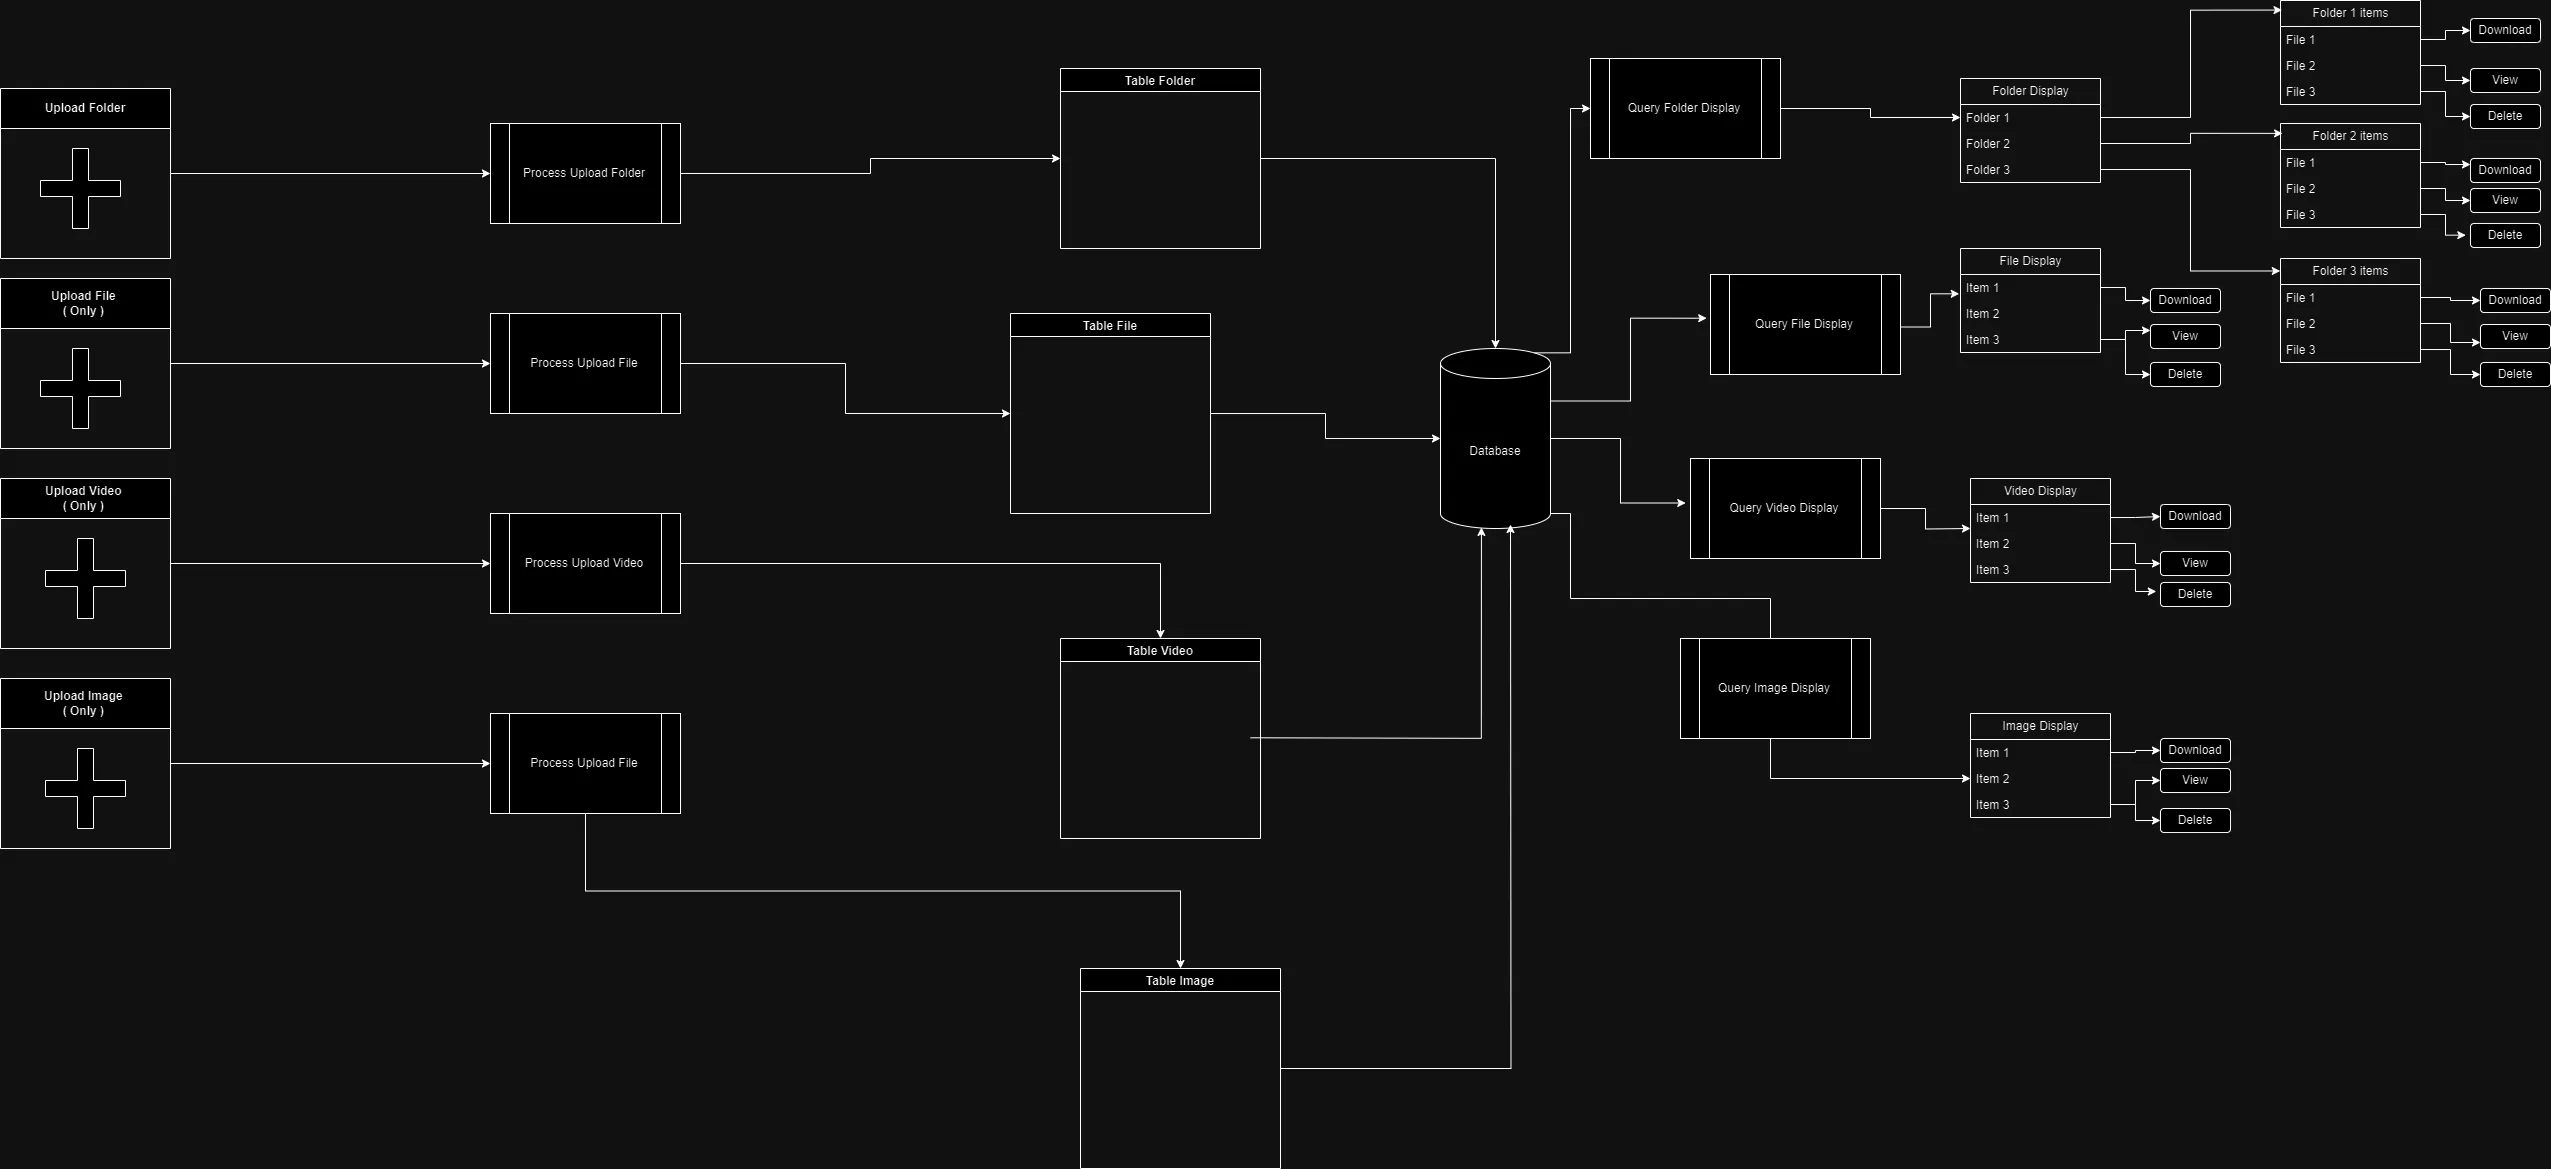 Upload Folder
Process Upload Folder
Table Folder
Query Folder Display
Folder Display
Folder 1
Folder 2
Folder 3
Folder 1 items
File 1
File 2
File 3
Download
View
Delete
Folder 2 items
File 1
File 2
File 3
Download
View
Delete
Folder 3 items
File 1
File 2
File 3
Download
View
Delete
Upload File
( Only )
Process Upload File
Table File
Database
Query File Display
File Display
Item 1
Item 2
Item 3
Download
View
Delete
Upload Video
( Only )
Process Upload Video
Table Video
Query Video Display
Video Display
Item 1
Item 2
Item 3
Download
View
Delete
Upload Image
( Only )
Process Upload File
Table Image
Query Image Display
Image Display
Item 1
Item 2
Item 3
Download
View
Delete